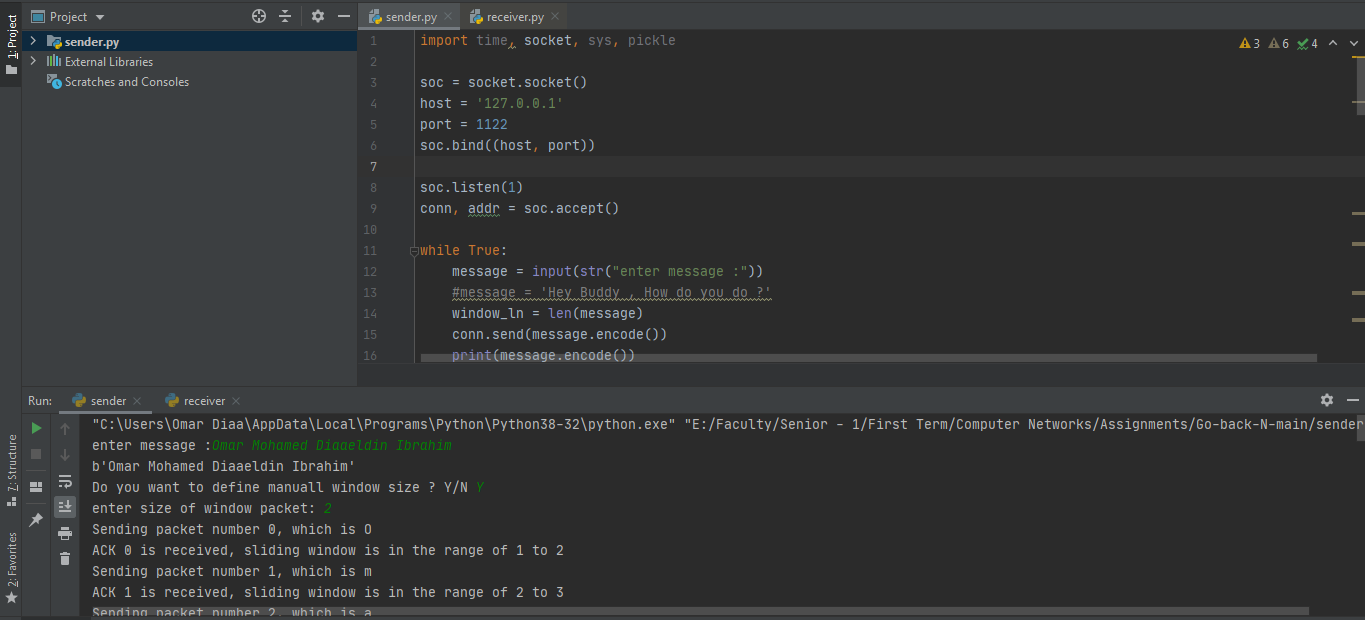 Project
sender.py
receiver.py
1: Project
sender.py
External Libraries
Scratches and Consoles
3 6 4
1 import time, socket, sys, pickle
2
3 soc = socket.socket()
4 host = '127.0.0.1'
5 port = 1122
6 soc.bind((host, port))
7
8 soc.listen(1)
9 conn, addr = soc.accept()
10
11 while True:
12 message = input(str("enter message :"))
13 #message = 'Hey Buddy , How do you do ?'
14 window_ln = len(message)
15 conn.send(message.encode())
16 print(message.encode())
Run: sender receiver
7: Structure
2: Favorites
"C:\Users\Omar Diaa\AppData\Local\Programs\Python\Python38-32\python.exe" "E:/Faculty/Senior - 1/First Term/Computer Networks/Assignments/Go-back-N-main/sender
enter message :Omar Mohamed Diaaeldin Ibrahim
b'Omar Mohamed Diaaeldin Ibrahim'
Do you want to define manuall window size ? Y/N Y
enter size of window packet: 2
Sending packet number 0, which is O
ACK 0 is received, sliding window is in the range of 1 to 2
Sending packet number 1, which is m
ACK 1 is received, sliding window is in the range of 2 to 3
Sending packet number 2, which is a